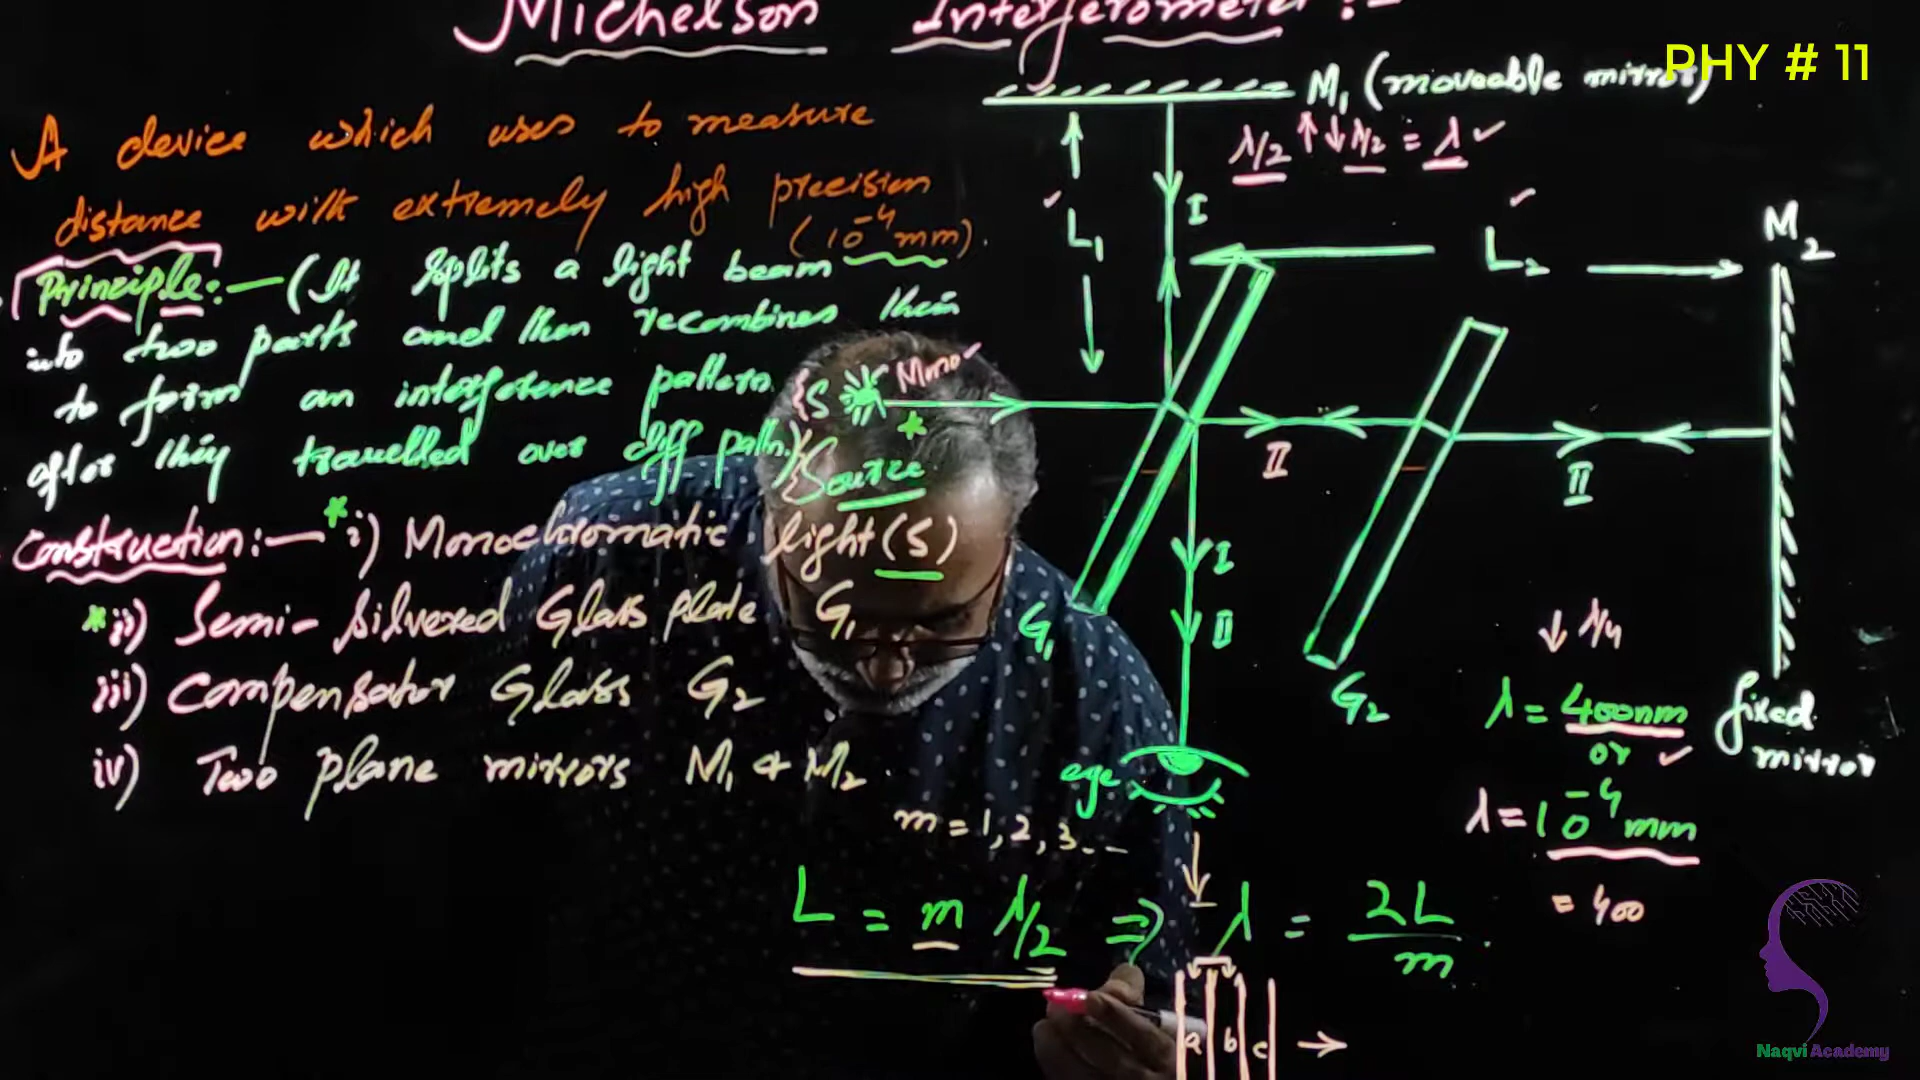 Michelson Interferometer :-
PHY # 11
A device which uses to measure
distance with extremely high precision
(10⁻⁴mm).
Principle:- (It splits a light beam
into two parts and then recombines them
to form an interference pattern
after they travelled over diff path.)
Construction:- * i) Monochromatic light (S)
* ii) Semi-Silvered Glass plate G₁
iii) Compensator Glass G₂
iv) Two plane mirrors M₁ & M₂.
M₁ (moveable mirror)
λ/2 ↑↓ λ/2 = λ ✓
L₁
I
L₂
M₂
{S Mono ✓
*
{Source
II
II
I
II
G₁
G₂
eye
fixed
mirror
↓ λ/4
λ = 400nm
or ✓
λ = 10⁻⁴mm
= 400
m = 1, 2, 3...
L = m λ/2 ⇒ λ = 2L/m.
a b c →
Naqvi Academy